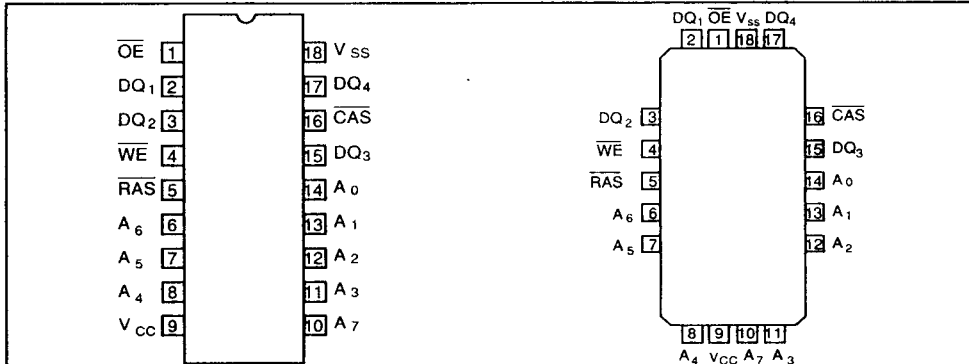 OE 1 18 VSS
DQ1 2 17 DQ4
DQ2 3 16 CAS
WE 4 15 DQ3
RAS 5 14 A0
A6 6 13 A1
A5 7 12 A2
A4 8 11 A3
VCC 9 10 A7
DQ1 OE VSS DQ4
2 1 18 17
DQ2 3 16 CAS
WE 4 15 DQ3
RAS 5 14 A0
A6 6 13 A1
A5 7 12 A2
8 9 10 11
A4 VCC A7 A3